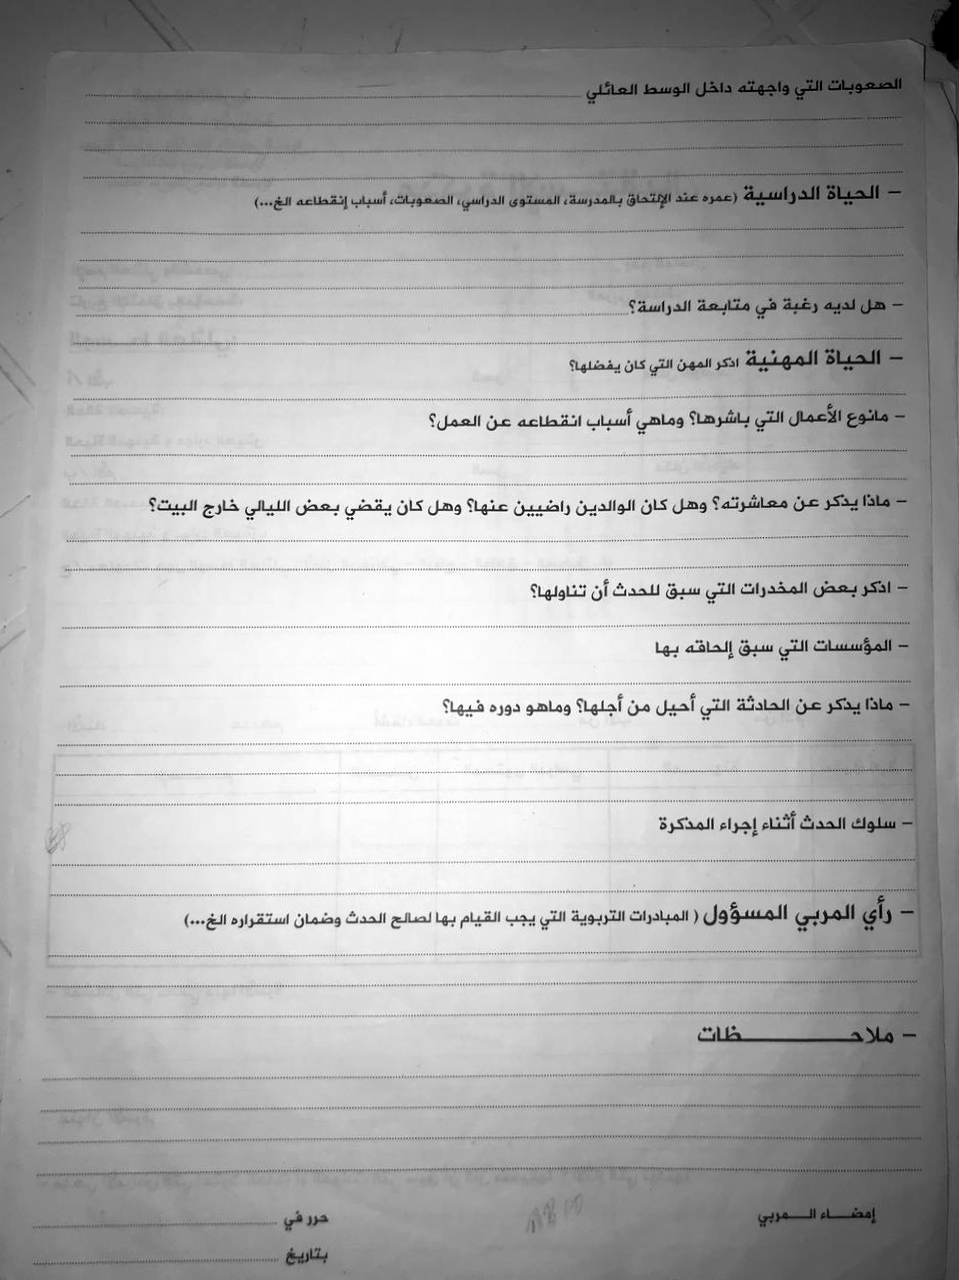 الصعوبات التي واجهته داخل الوسط العائلي
– الحياة الدراسية (عمره عند الإلتحاق بالمدرسة، المستوى الدراسي، الصعوبات، أسباب إنقطاعه الخ...)
– هل لديه رغبة في متابعة الدراسة؟
– الحياة المهنية اذكر المهن التي كان يفضلها؟
– مانوع الأعمال التي باشرها؟ وماهي أسباب انقطاعه عن العمل؟
– ماذا يذكر عن معاشرته؟ وهل كان الوالدين راضيين عنها؟ وهل كان يقضي بعض الليالي خارج البيت؟
– اذكر بعض المخدرات التي سبق للحدث أن تناولها؟
– المؤسسات التي سبق إلحاقه بها
– ماذا يذكر عن الحادثة التي أحيل من أجلها؟ وماهو دوره فيها؟
– سلوك الحدث أثناء إجراء المذكرة
– رأي المربي المسؤول ( المبادرات التربوية التي يجب القيام بها لصالح الحدث وضمان استقراره الخ...)
– ملاحـــــــــظات
إمضــاء الـــمربي
حرر في
بتاريخ